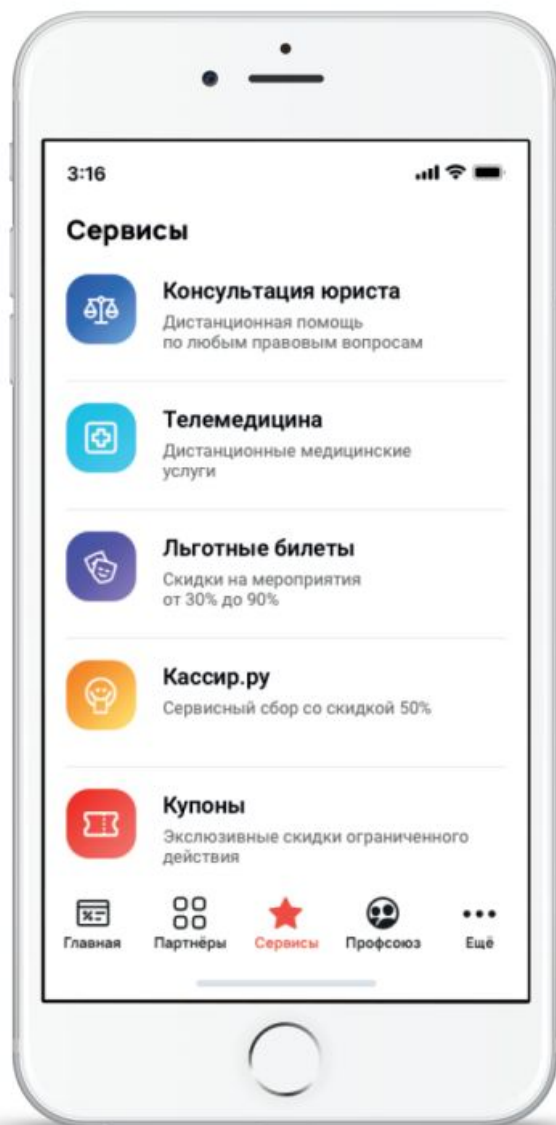 3:16
Сервисы
Консультация юриста
Дистанционная помощь
по любым правовым вопросам
Телемедицина
Дистанционные медицинские
услуги
Льготные билеты
Скидки на мероприятия
от 30% до 90%
Кассир.ру
Сервисный сбор со скидкой 50%
Купоны
Экслюзивные скидки ограниченного
действия
Главная Партнёры Сервисы Профсоюз Ещё